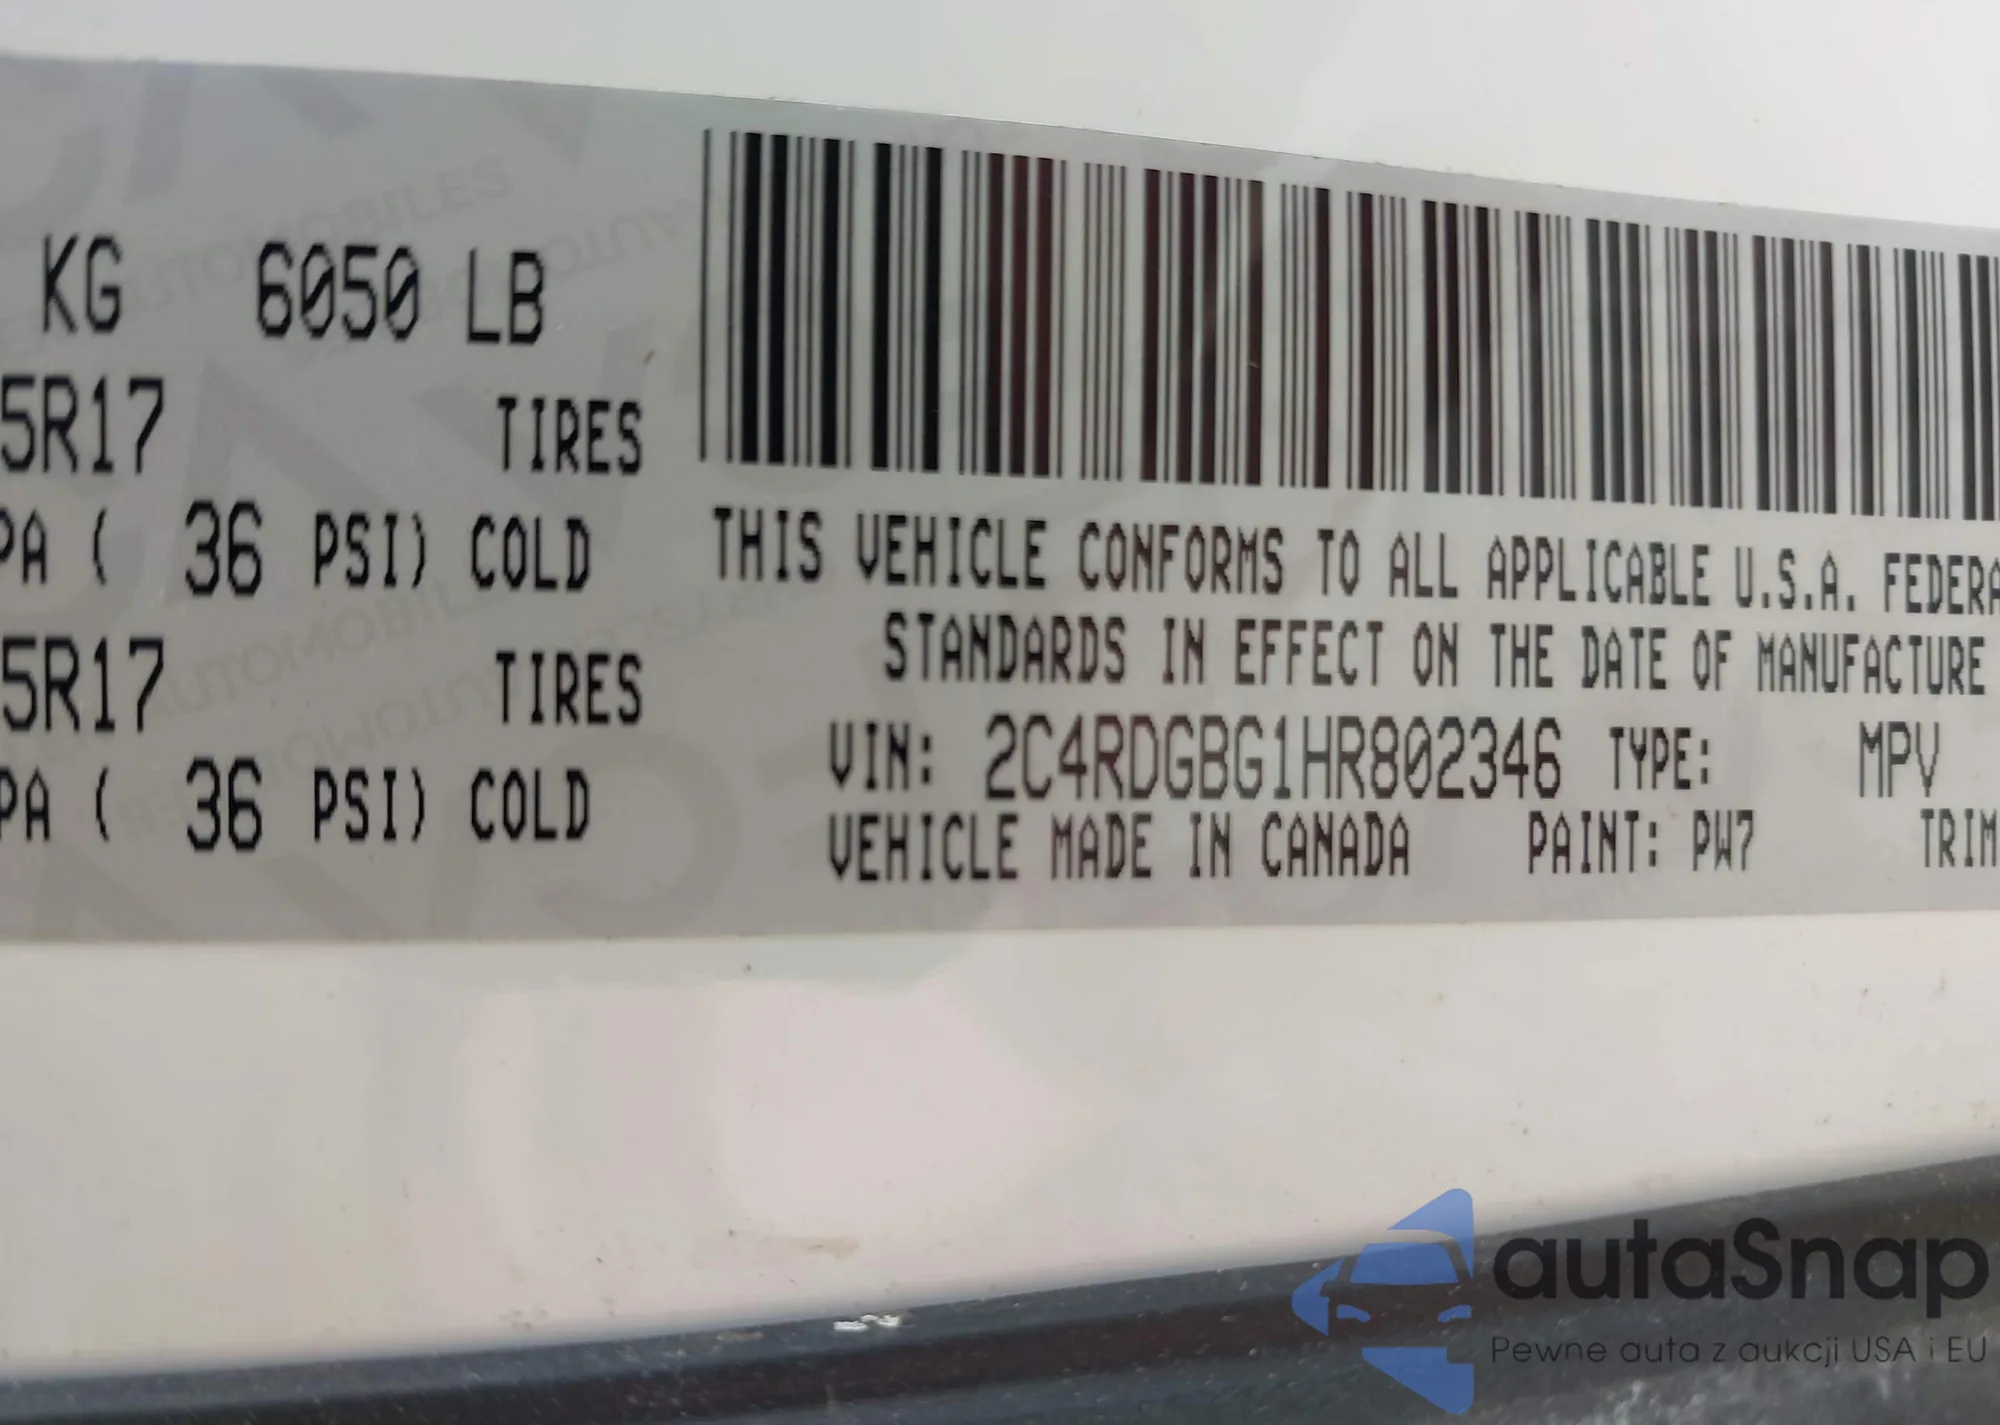 KG 6050 LB
5R17 TIRES
PA ( 36 PSI) COLD
5R17 TIRES
PA ( 36 PSI) COLD
THIS VEHICLE CONFORMS TO ALL APPLICABLE U.S.A. FEDERA
STANDARDS IN EFFECT ON THE DATE OF MANUFACTURE
VIN: 2C4RDGBG1HR802346 TYPE: MPV
VEHICLE MADE IN CANADA PAINT: PW7 TRIM
autaSnap
Pewne auta z aukcji USA i EU